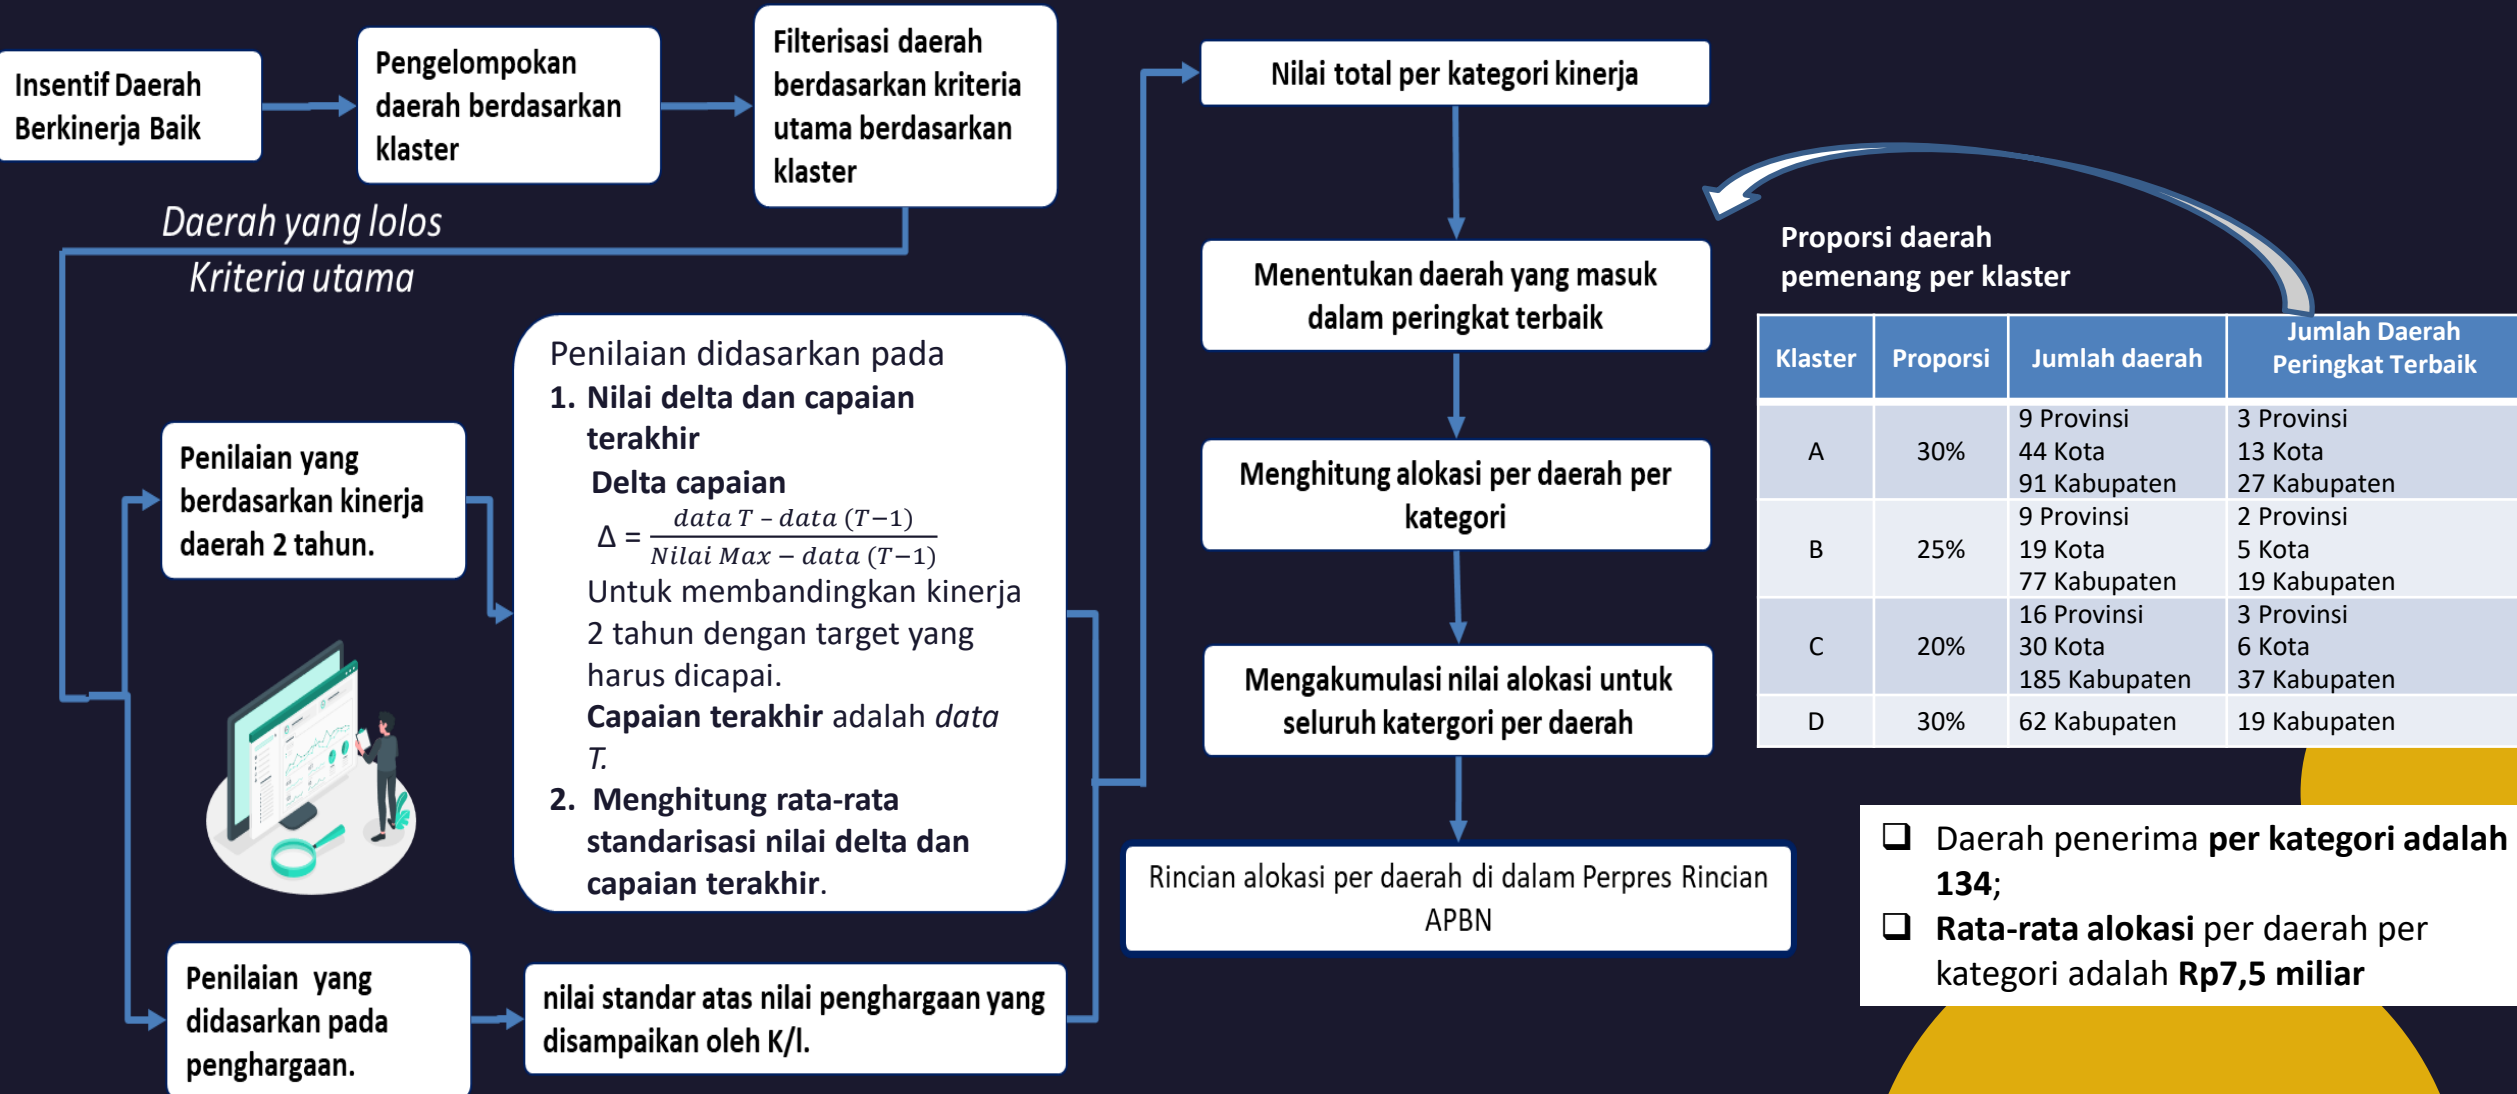 Insentif Daerah
Berkinerja Baik
Pengelompokan
daerah berdasarkan
klaster
Filterisasi daerah
berdasarkan kriteria
utama berdasarkan
klaster
Daerah yang lolos
Kriteria utama
Penilaian yang
berdasarkan kinerja
daerah 2 tahun.
Penilaian didasarkan pada
1. Nilai delta dan capaian
terakhir
Delta capaian
Δ = data T – data (T−1) / Nilai Max − data (T−1)
Untuk membandingkan kinerja
2 tahun dengan target yang
harus dicapai.
Capaian terakhir adalah data
T.
2. Menghitung rata-rata
standarisasi nilai delta dan
capaian terakhir.
Penilaian yang
didasarkan pada
penghargaan.
nilai standar atas nilai penghargaan yang
disampaikan oleh K/l.
Nilai total per kategori kinerja
Menentukan daerah yang masuk
dalam peringkat terbaik
Menghitung alokasi per daerah per
kategori
Mengakumulasi nilai alokasi untuk
seluruh katergori per daerah
Rincian alokasi per daerah di dalam Perpres Rincian
APBN
Proporsi daerah
pemenang per klaster
Klaster Proporsi Jumlah daerah Jumlah Daerah
Peringkat Terbaik
9 Provinsi 3 Provinsi
A 30% 44 Kota 13 Kota
91 Kabupaten 27 Kabupaten
9 Provinsi 2 Provinsi
B 25% 19 Kota 5 Kota
77 Kabupaten 19 Kabupaten
16 Provinsi 3 Provinsi
C 20% 30 Kota 6 Kota
185 Kabupaten 37 Kabupaten
D 30% 62 Kabupaten 19 Kabupaten
❑ Daerah penerima per kategori adalah
134;
❑ Rata-rata alokasi per daerah per
kategori adalah Rp7,5 miliar